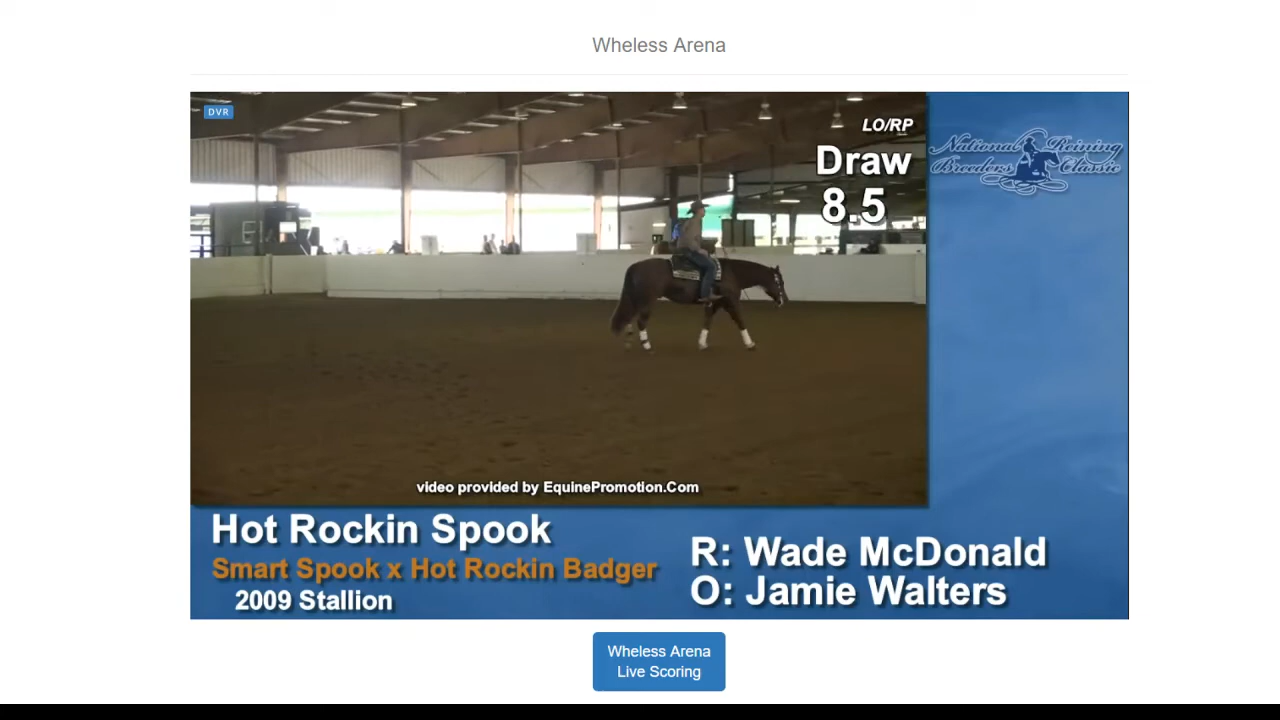 Wheless Arena
DVR
LO/RP
Draw
8.5
National Reining
Breeders Classic
video provided by EquinePromotion.Com
Hot Rockin Spook
Smart Spook x Hot Rockin Badger
2009 Stallion
R: Wade McDonald
O: Jamie Walters
Wheless Arena
Live Scoring